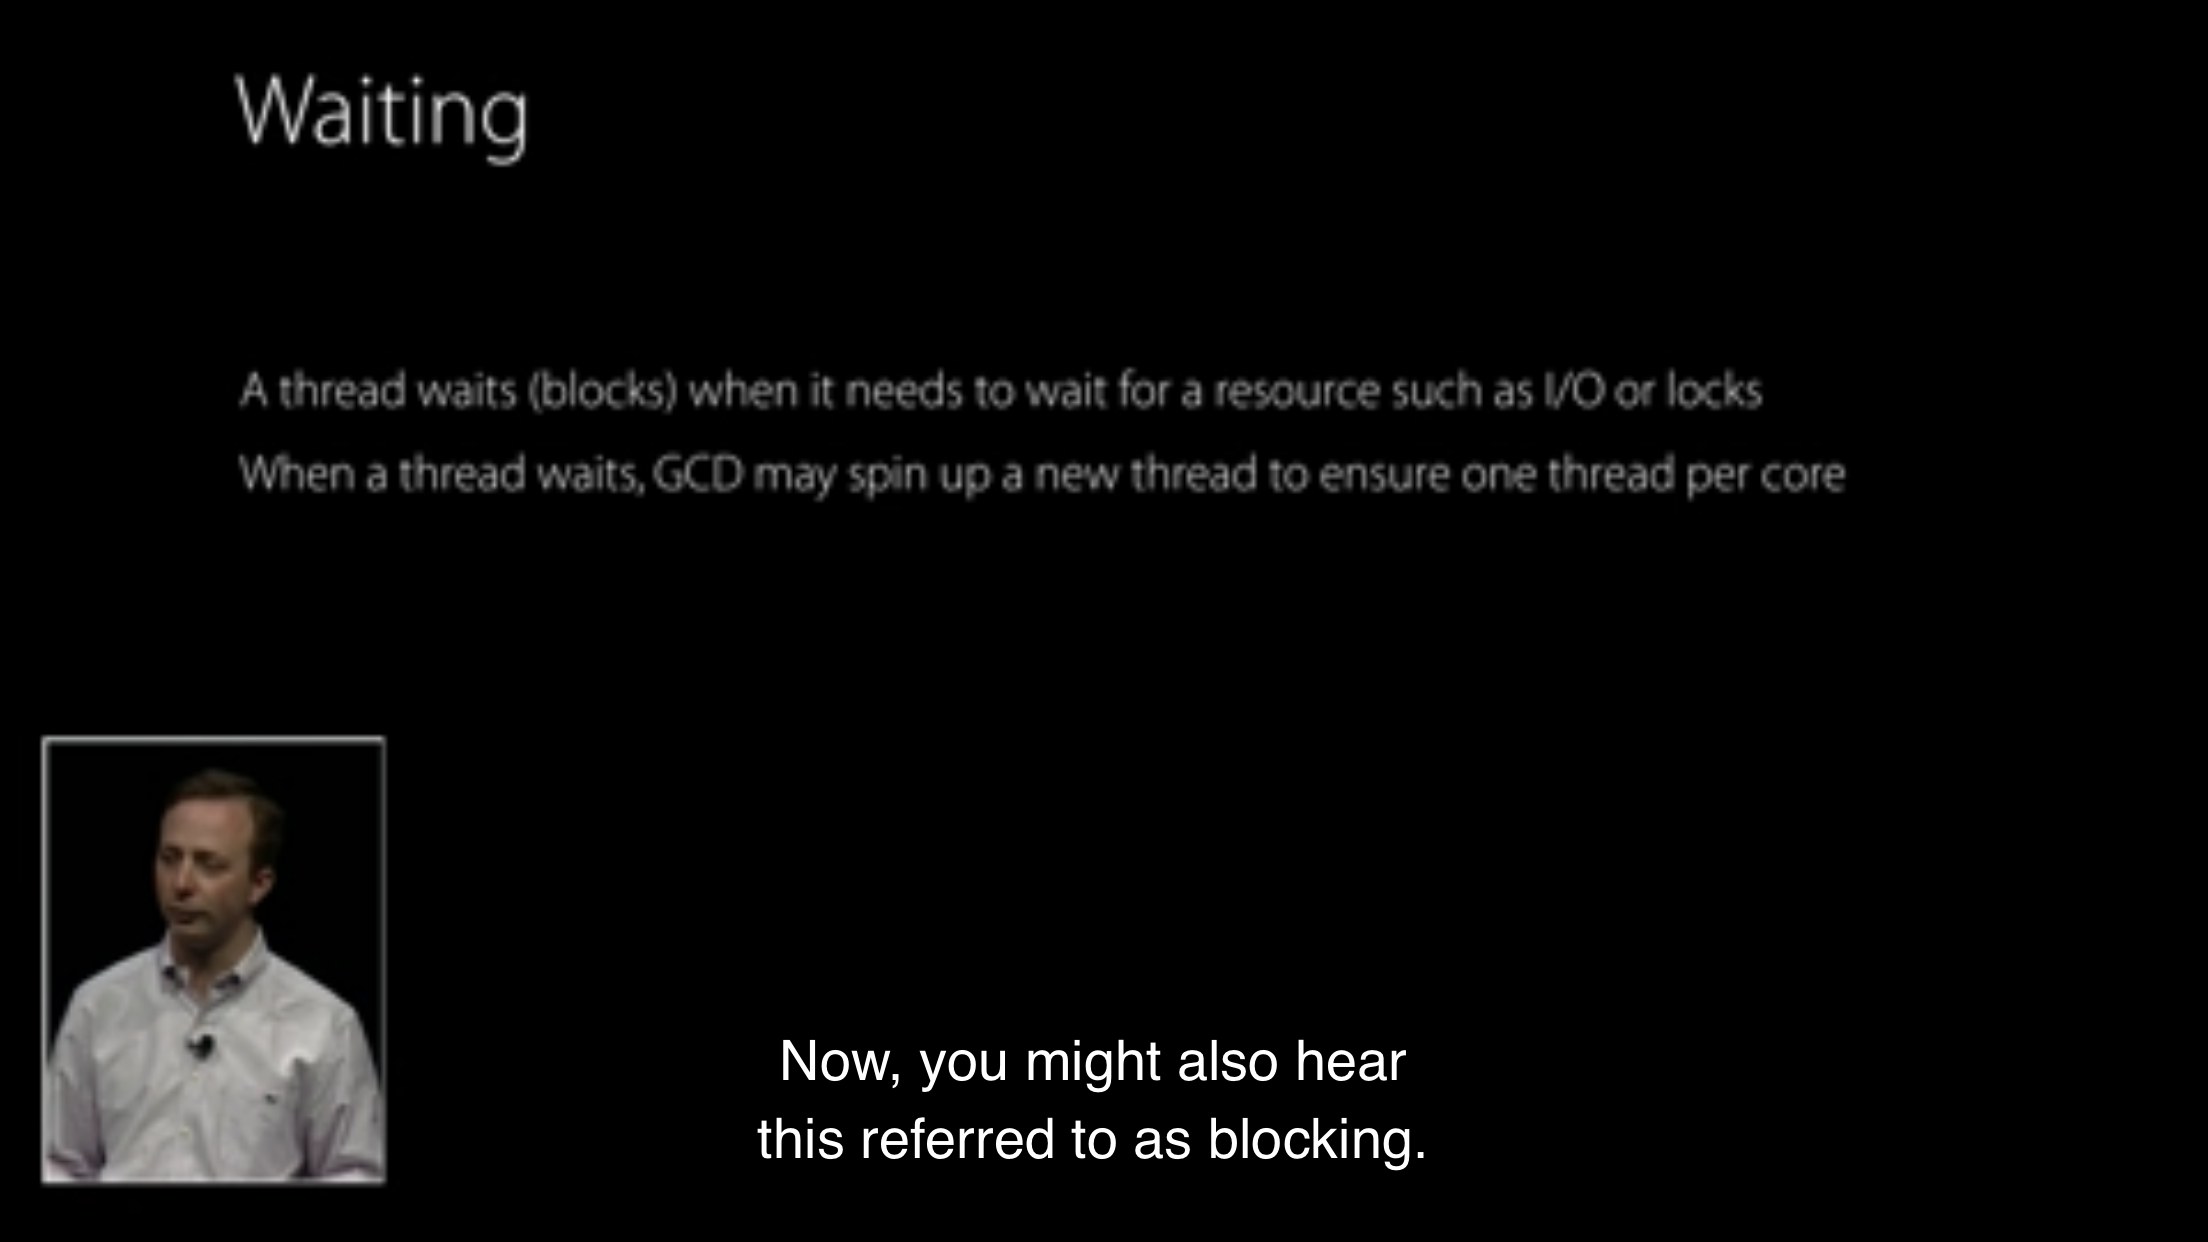 Waiting
A thread waits (blocks) when it needs to wait for a resource such as I/O or locks
When a thread waits, GCD may spin up a new thread to ensure one thread per core
Now, you might also hear
this referred to as blocking.